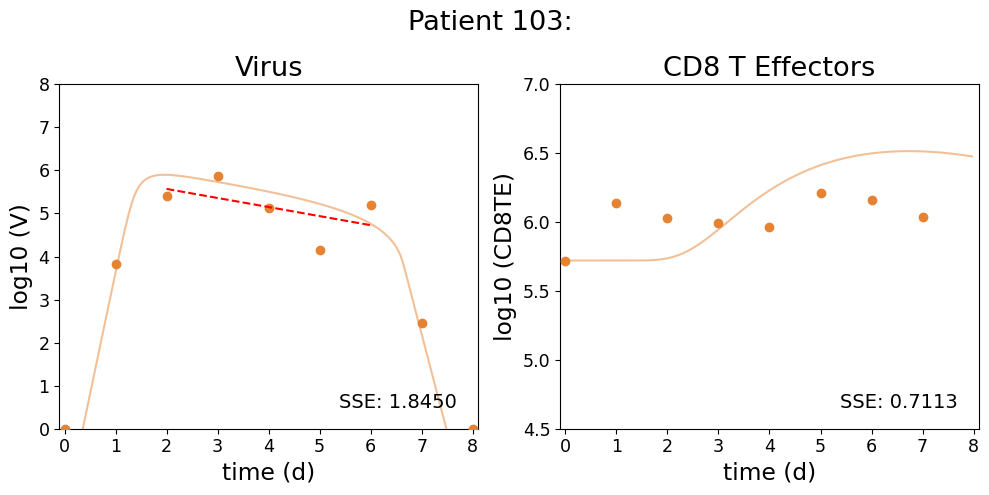 Patient 103:
Virus
log10 (V)
8
7
6
5
4
3
2
1
0
SSE: 1.8450
0 1 2 3 4 5 6 7 8
time (d)
CD8 T Effectors
log10 (CD8TE)
7.0
6.5
6.0
5.5
5.0
4.5
SSE: 0.7113
0 1 2 3 4 5 6 7 8
time (d)